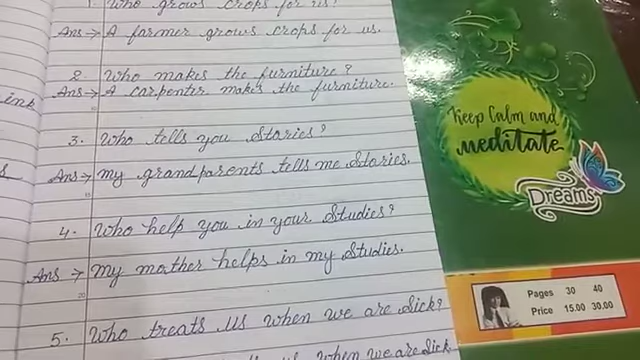 1. Who grows crops for us?
Ans → A farmer grows crops for us.
2. Who makes the furniture?
Ans → A carpenter makes the furniture.
3. Who tells you stories?
Ans → my grandparents tells me stories.
4. Who help you in your studies?
Ans → my mother helps in my studies.
5. Who treats us when we are sick?
when we are sick
ink
s
Keep Calm and
meditate
Dreams
Pages 30 40
Price 15.00 30.00